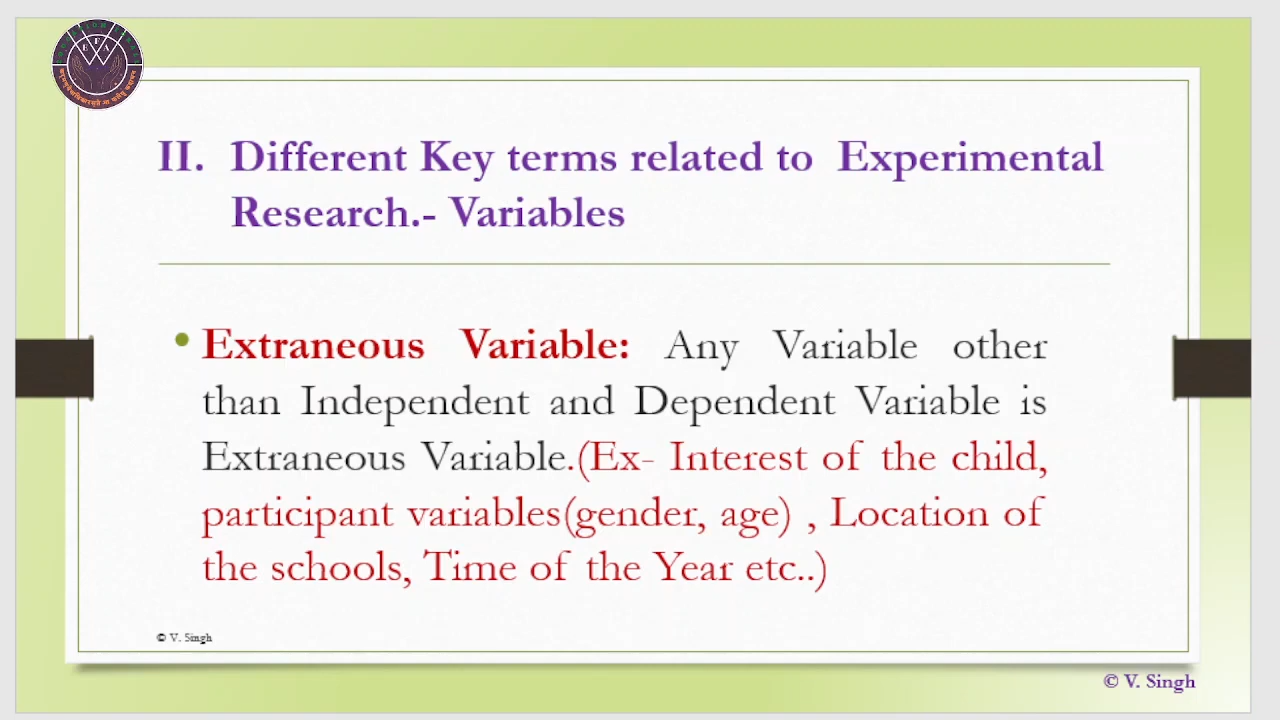 E F A
II. Different Key terms related to Experimental
Research.- Variables
• Extraneous Variable: Any Variable other
than Independent and Dependent Variable is
Extraneous Variable.(Ex- Interest of the child,
participant variables(gender, age) , Location of
the schools, Time of the Year etc..)
© V. Singh
© V. Singh